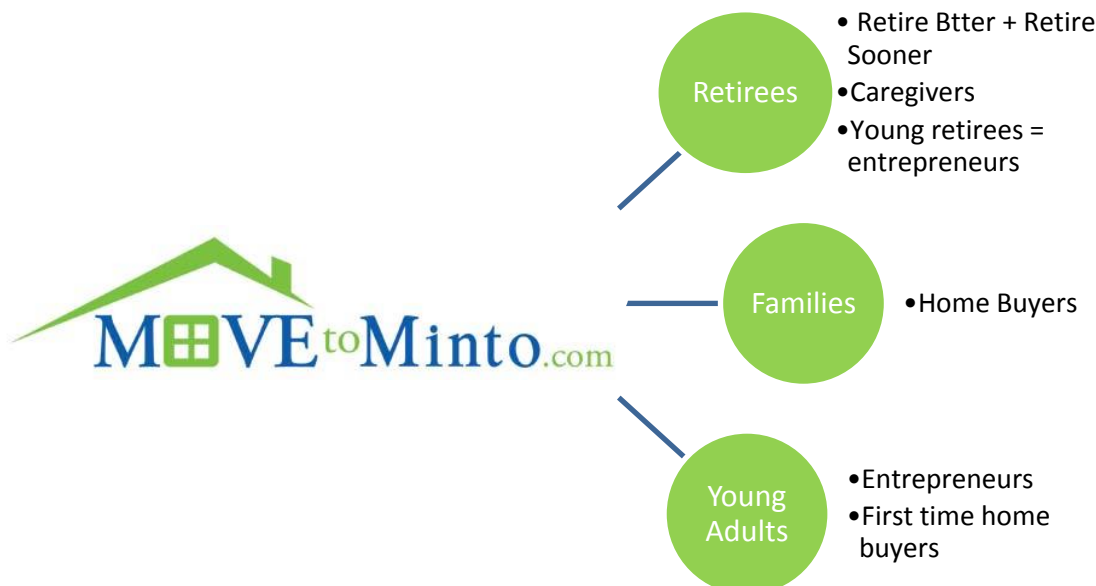 • Retire Btter + Retire
Sooner
•Caregivers
•Young retirees =
entrepreneurs
Retirees
MOVEtoMinto.com
Families
•Home Buyers
Young
Adults
•Entrepreneurs
•First time home
buyers